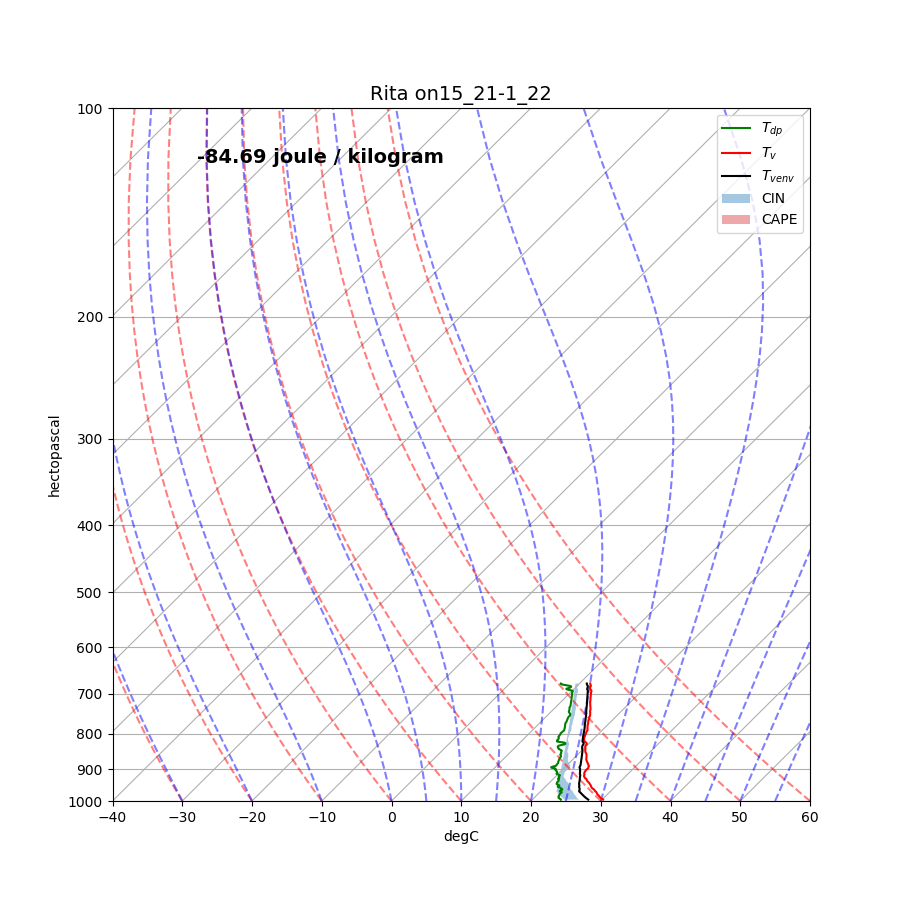 Rita on15_21-1_22
-84.69 joule / kilogram
T_dp
T_v
T_venv
CIN
CAPE
100
200
300
400
500
600
700
800
900
1000
hectopascal
−40 −30 −20 −10 0 10 20 30 40 50 60
degC